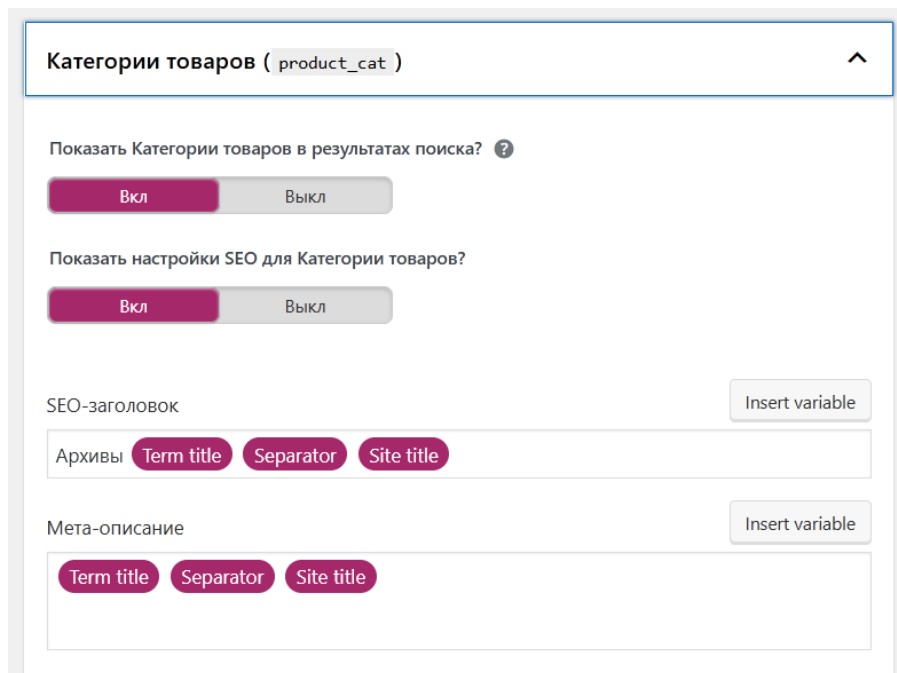 Категории товаров ( product_cat )
Показать Категории товаров в результатах поиска? ?
Вкл Выкл
Показать настройки SEO для Категории товаров?
Вкл Выкл
SEO-заголовок Insert variable
Архивы Term title Separator Site title
Мета-описание Insert variable
Term title Separator Site title